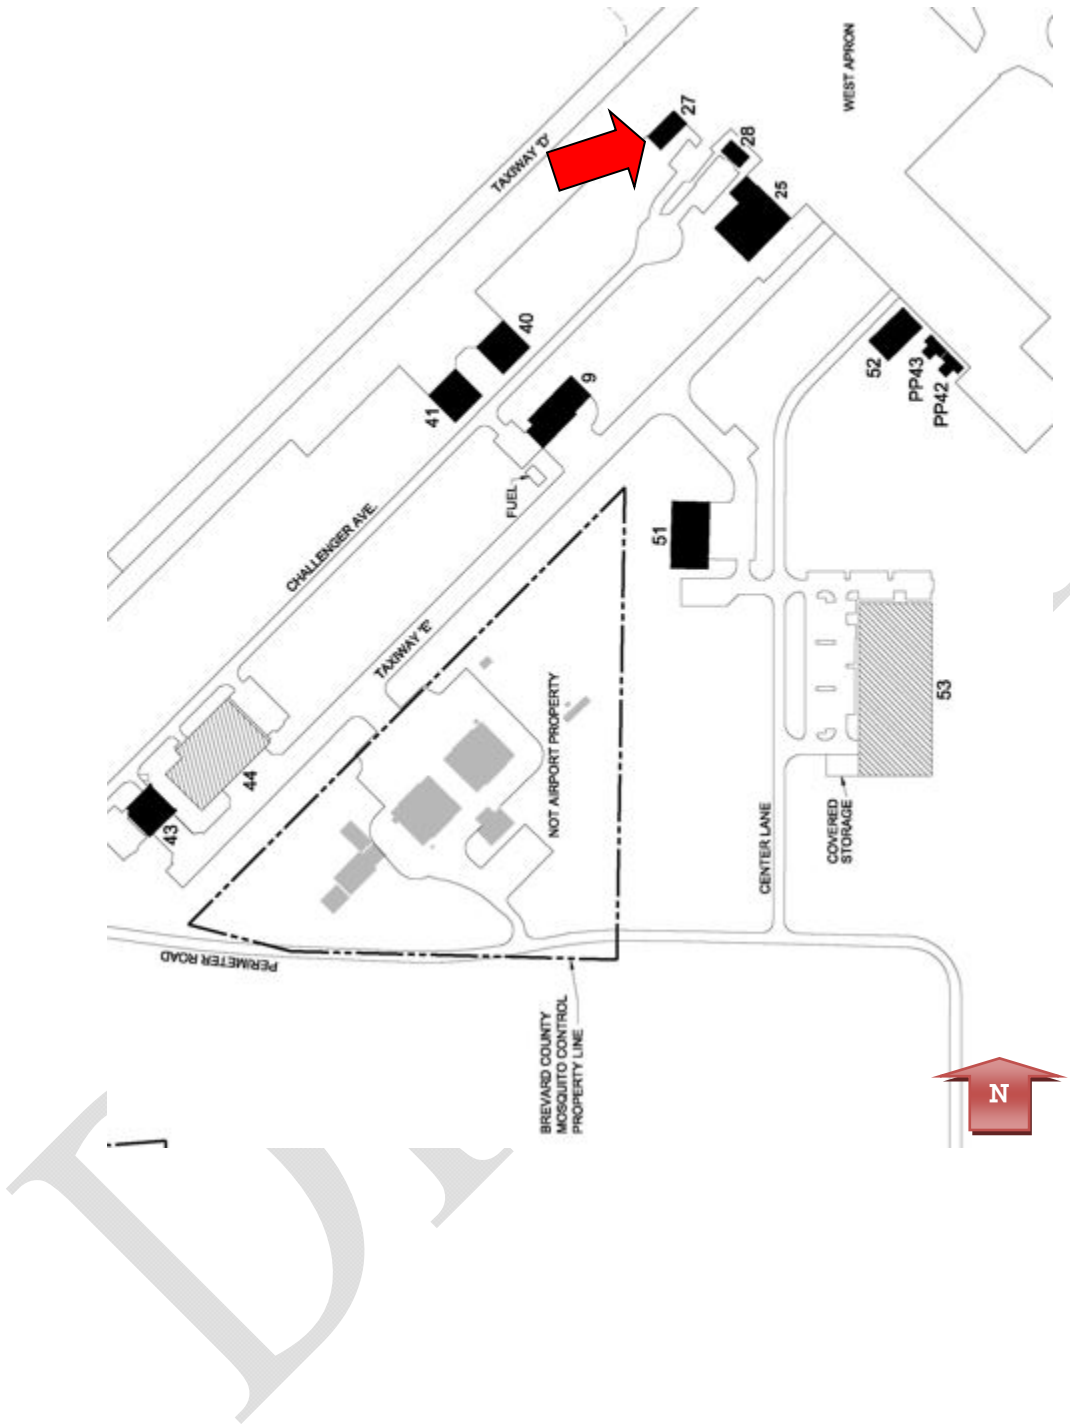 WEST APRON
27
TAXIWAY 'D'
28
25
40
52
PP43
PP42
9
41
FUEL
51
CHALLENGER AVE.
TAXIWAY 'E'
53
NOT AIRPORT PROPERTY
44
43
COVERED
STORAGE
CENTER LANE
PERIMETER ROAD
BREVARD COUNTY
MOSQUITO CONTROL
PROPERTY LINE
N